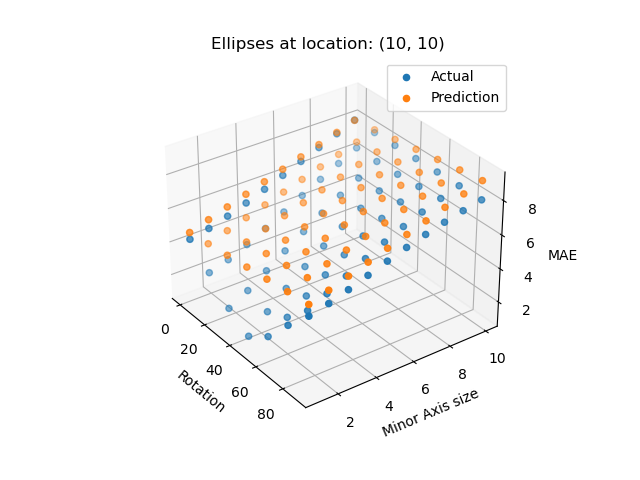 Ellipses at location: (10, 10)
Actual
Prediction
8
6
4
2
MAE
0
20
40
60
80
Rotation
2
4
6
8
10
Minor Axis size